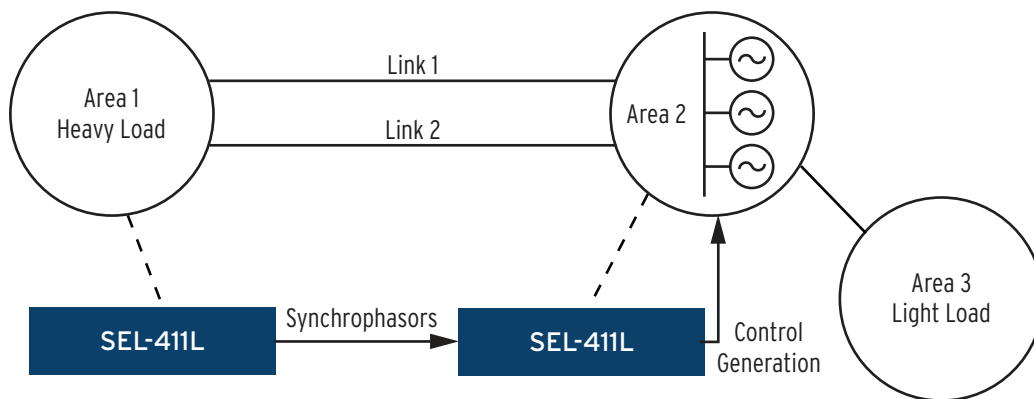 Link 1
Area 1
Heavy Load
Area 2
Link 2
Area 3
Light Load
Synchrophasors
SEL-411L
SEL-411L
Control
Generation